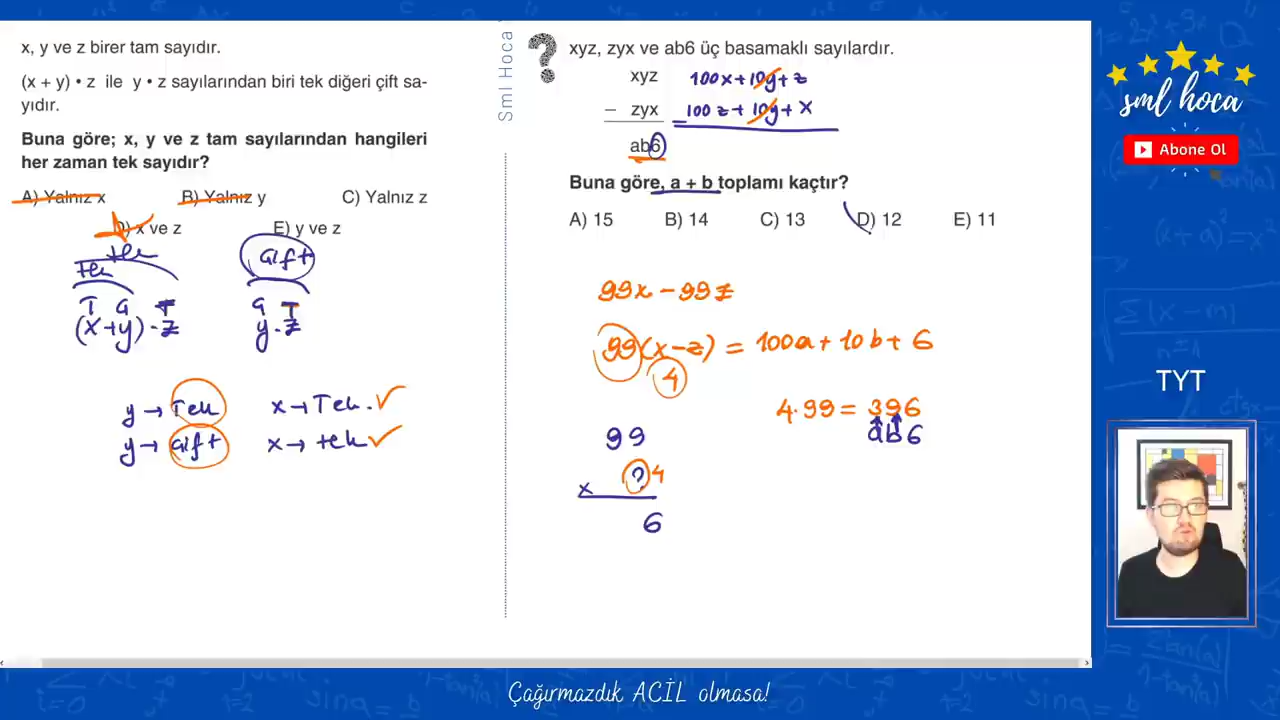 x, y ve z birer tam sayıdır.
(x + y) • z ile y • z sayılarından biri tek diğeri çift sa-
yıdır.
Buna göre; x, y ve z tam sayılarından hangileri
her zaman tek sayıdır?
A) Yalnız x B) Yalnız y C) Yalnız z
D) x ve z E) y ve z
tek
tek
T Ç T
(x+y)·z
çift
Ç T
y·z
y→ Tek x→Tek. ✓
y→ çift x→ tek ✓
Sml Hoca
?
xyz, zyx ve ab6 üç basamaklı sayılardır.
xyz 100x+10y+z
– zyx – 100z+10y+x
ab6
Buna göre, a + b toplamı kaçtır?
A) 15 B) 14 C) 13 D) 12 E) 11
99x-99z
99(x-z) = 100a+10b+6
4
4.99= 396
ab6
99
x ? 4
6
sml hoca
Abone Ol
TYT
Çağırmazdık ACİL olmasa!